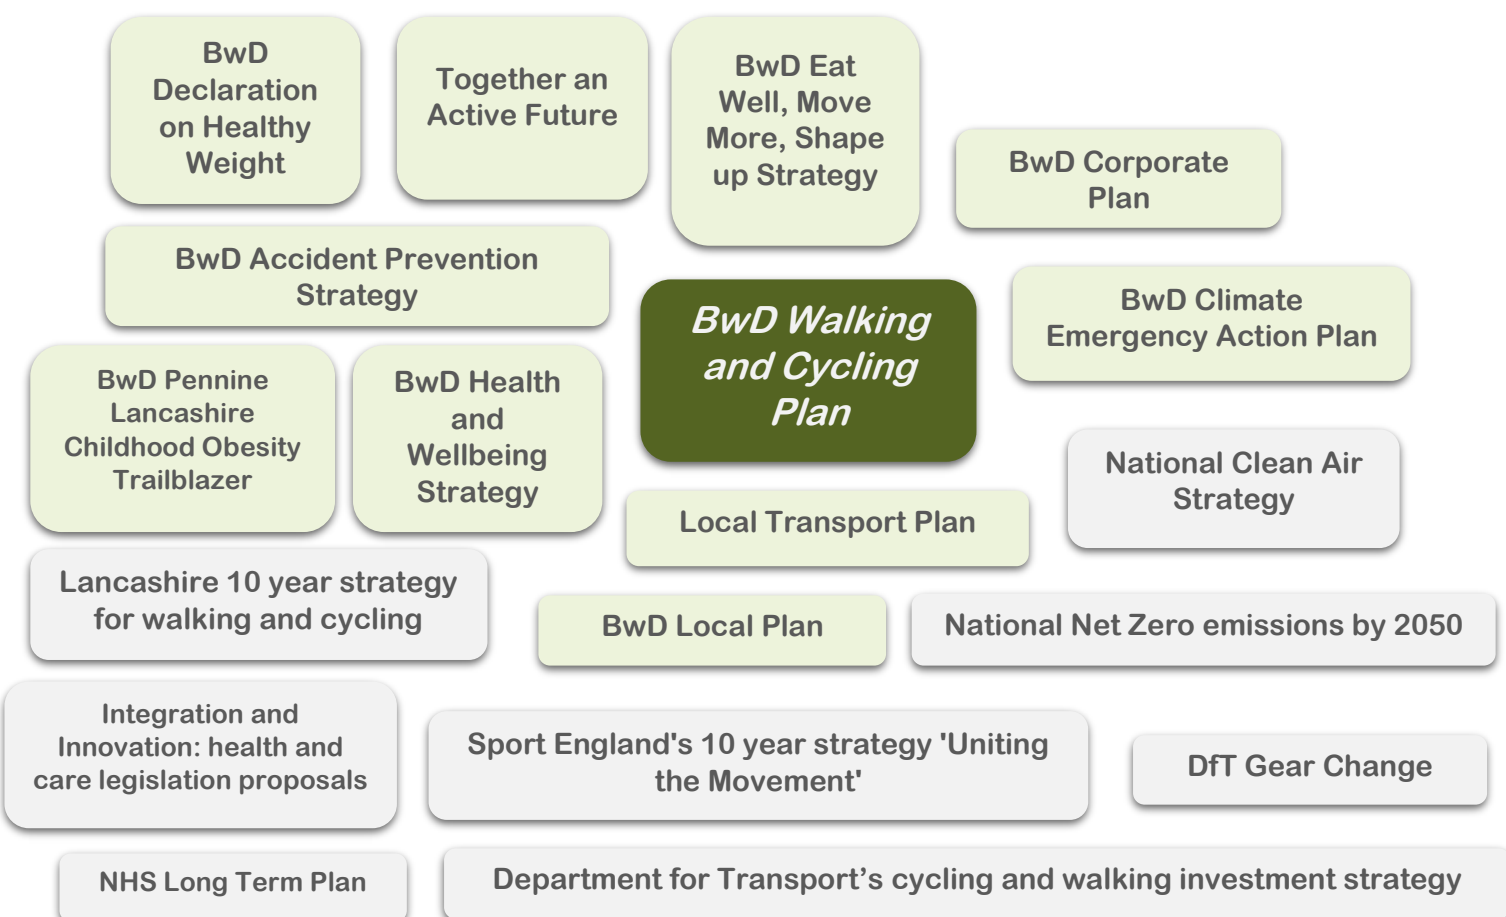 BwD
Declaration
on Healthy
Weight
Together an
Active Future
BwD Eat
Well, Move
More, Shape
up Strategy
BwD Corporate
Plan
BwD Accident Prevention
Strategy
BwD Walking
and Cycling
Plan
BwD Climate
Emergency Action Plan
BwD Pennine
Lancashire
Childhood Obesity
Trailblazer
BwD Health
and
Wellbeing
Strategy
National Clean Air
Strategy
Local Transport Plan
Lancashire 10 year strategy
for walking and cycling
BwD Local Plan
National Net Zero emissions by 2050
Integration and
Innovation: health and
care legislation proposals
Sport England's 10 year strategy 'Uniting
the Movement'
DfT Gear Change
NHS Long Term Plan
Department for Transport’s cycling and walking investment strategy